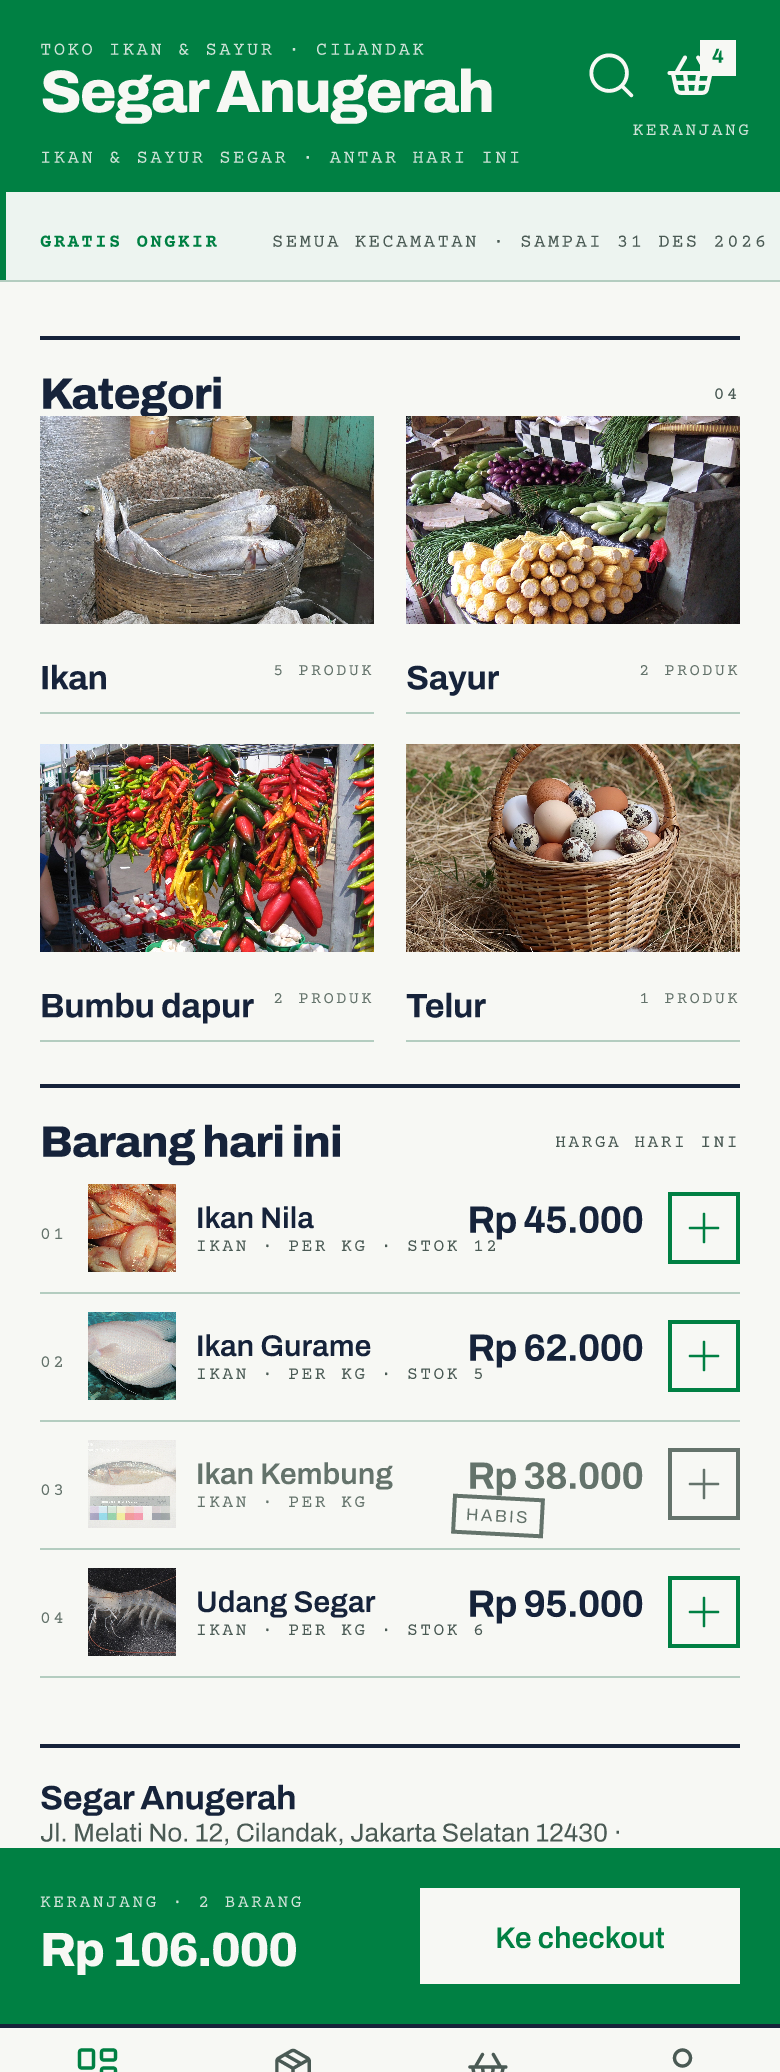 TOKO IKAN & SAYUR · CILANDAK
Segar Anugerah
IKAN & SAYUR SEGAR · ANTAR HARI INI
4
KERANJANG
GRATIS ONGKIR SEMUA KECAMATAN · SAMPAI 31 DES 2026
Kategori 04
Ikan 5 PRODUK
Sayur 2 PRODUK
Bumbu dapur 2 PRODUK
Telur 1 PRODUK
Barang hari ini HARGA HARI INI
01 Ikan Nila Rp 45.000
IKAN · PER KG · STOK 12
02 Ikan Gurame Rp 62.000
IKAN · PER KG · STOK 5
03 Ikan Kembung Rp 38.000
IKAN · PER KG
HABIS
04 Udang Segar Rp 95.000
IKAN · PER KG · STOK 6
Segar Anugerah
Jl. Melati No. 12, Cilandak, Jakarta Selatan 12430 ·
KERANJANG · 2 BARANG
Rp 106.000
Ke checkout